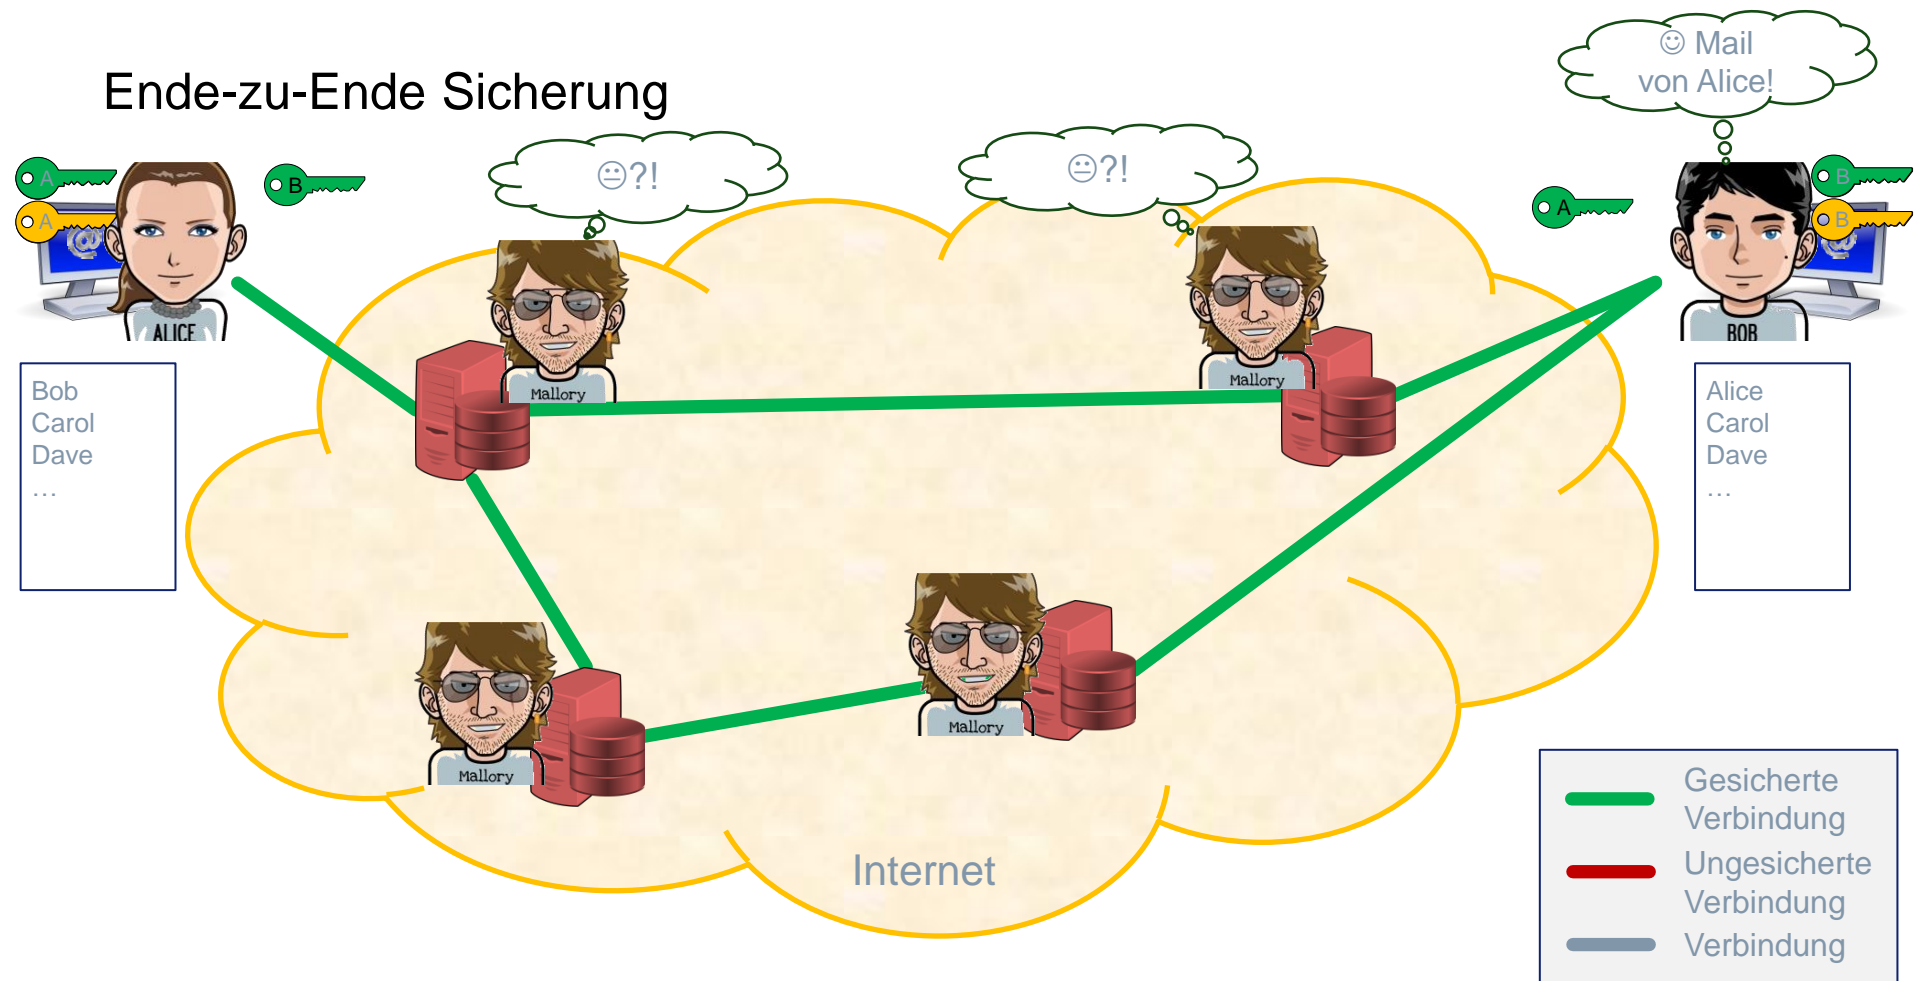 ☺ Mail
von Alice!
Ende-zu-Ende Sicherung
😐?!
😐?!
A
A
B
A
B
B
@
@
ALICE
BOB
Mallory
Mallory
Bob
Carol
Dave
…
Alice
Carol
Dave
…
Mallory
Mallory
Internet
Gesicherte
Verbindung
Ungesicherte
Verbindung
Verbindung